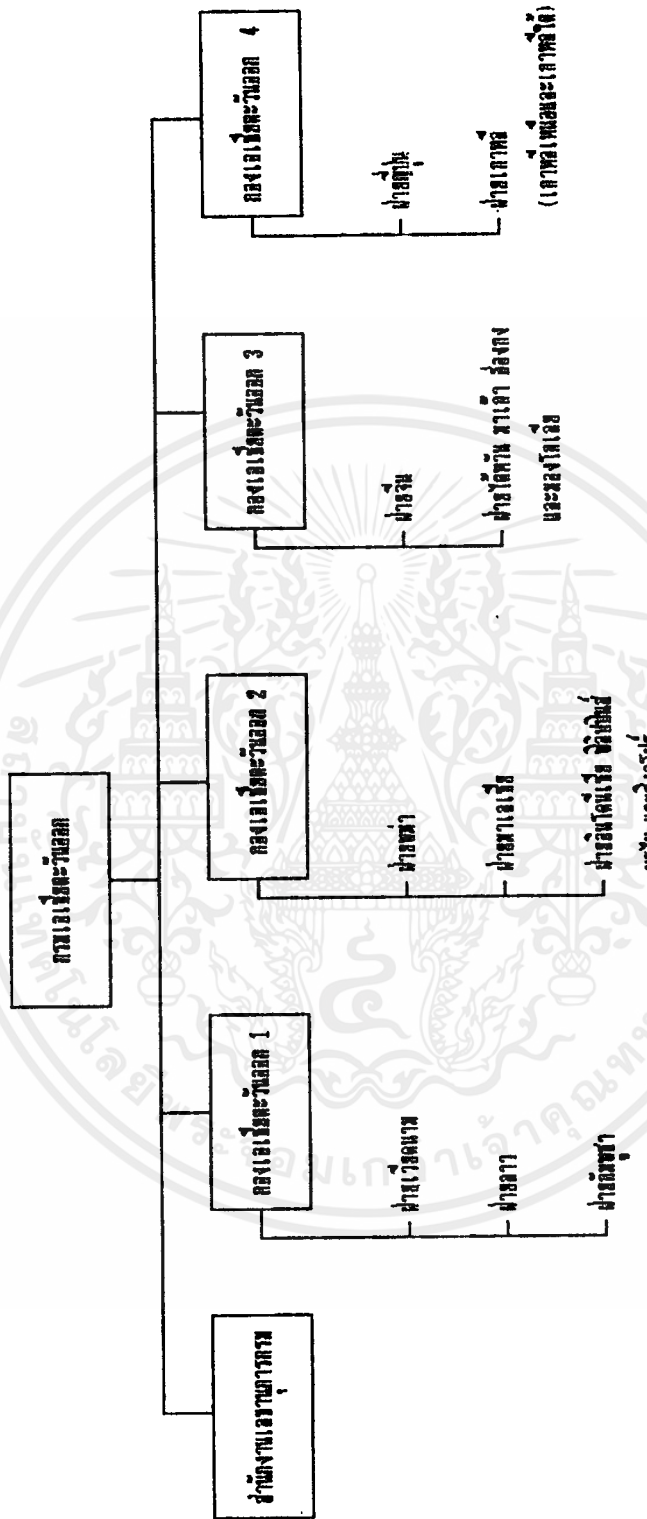 กรมเอเชียตะวันออก
สำนักงานเลขานุการกรม
กองเอเชียตะวันออก 1
ฝ่ายเวียดนาม
ฝ่ายลาว
ฝ่ายกัมพูชา
กองเอเชียตะวันออก 2
ฝ่ายพม่า
ฝ่ายมาเลเซีย
ฝ่ายอินโดนีเซีย ฟิลิปปินส์
กองเอเชียตะวันออก 3
ฝ่ายจีน
ฝ่ายไต้หวัน มาเก๊า ฮ่องกง
และมองโกเลีย
กองเอเชียตะวันออก 4
ฝ่ายญี่ปุ่น
ฝ่ายเกาหลี
(เกาหลีเหนือและเกาหลีใต้)